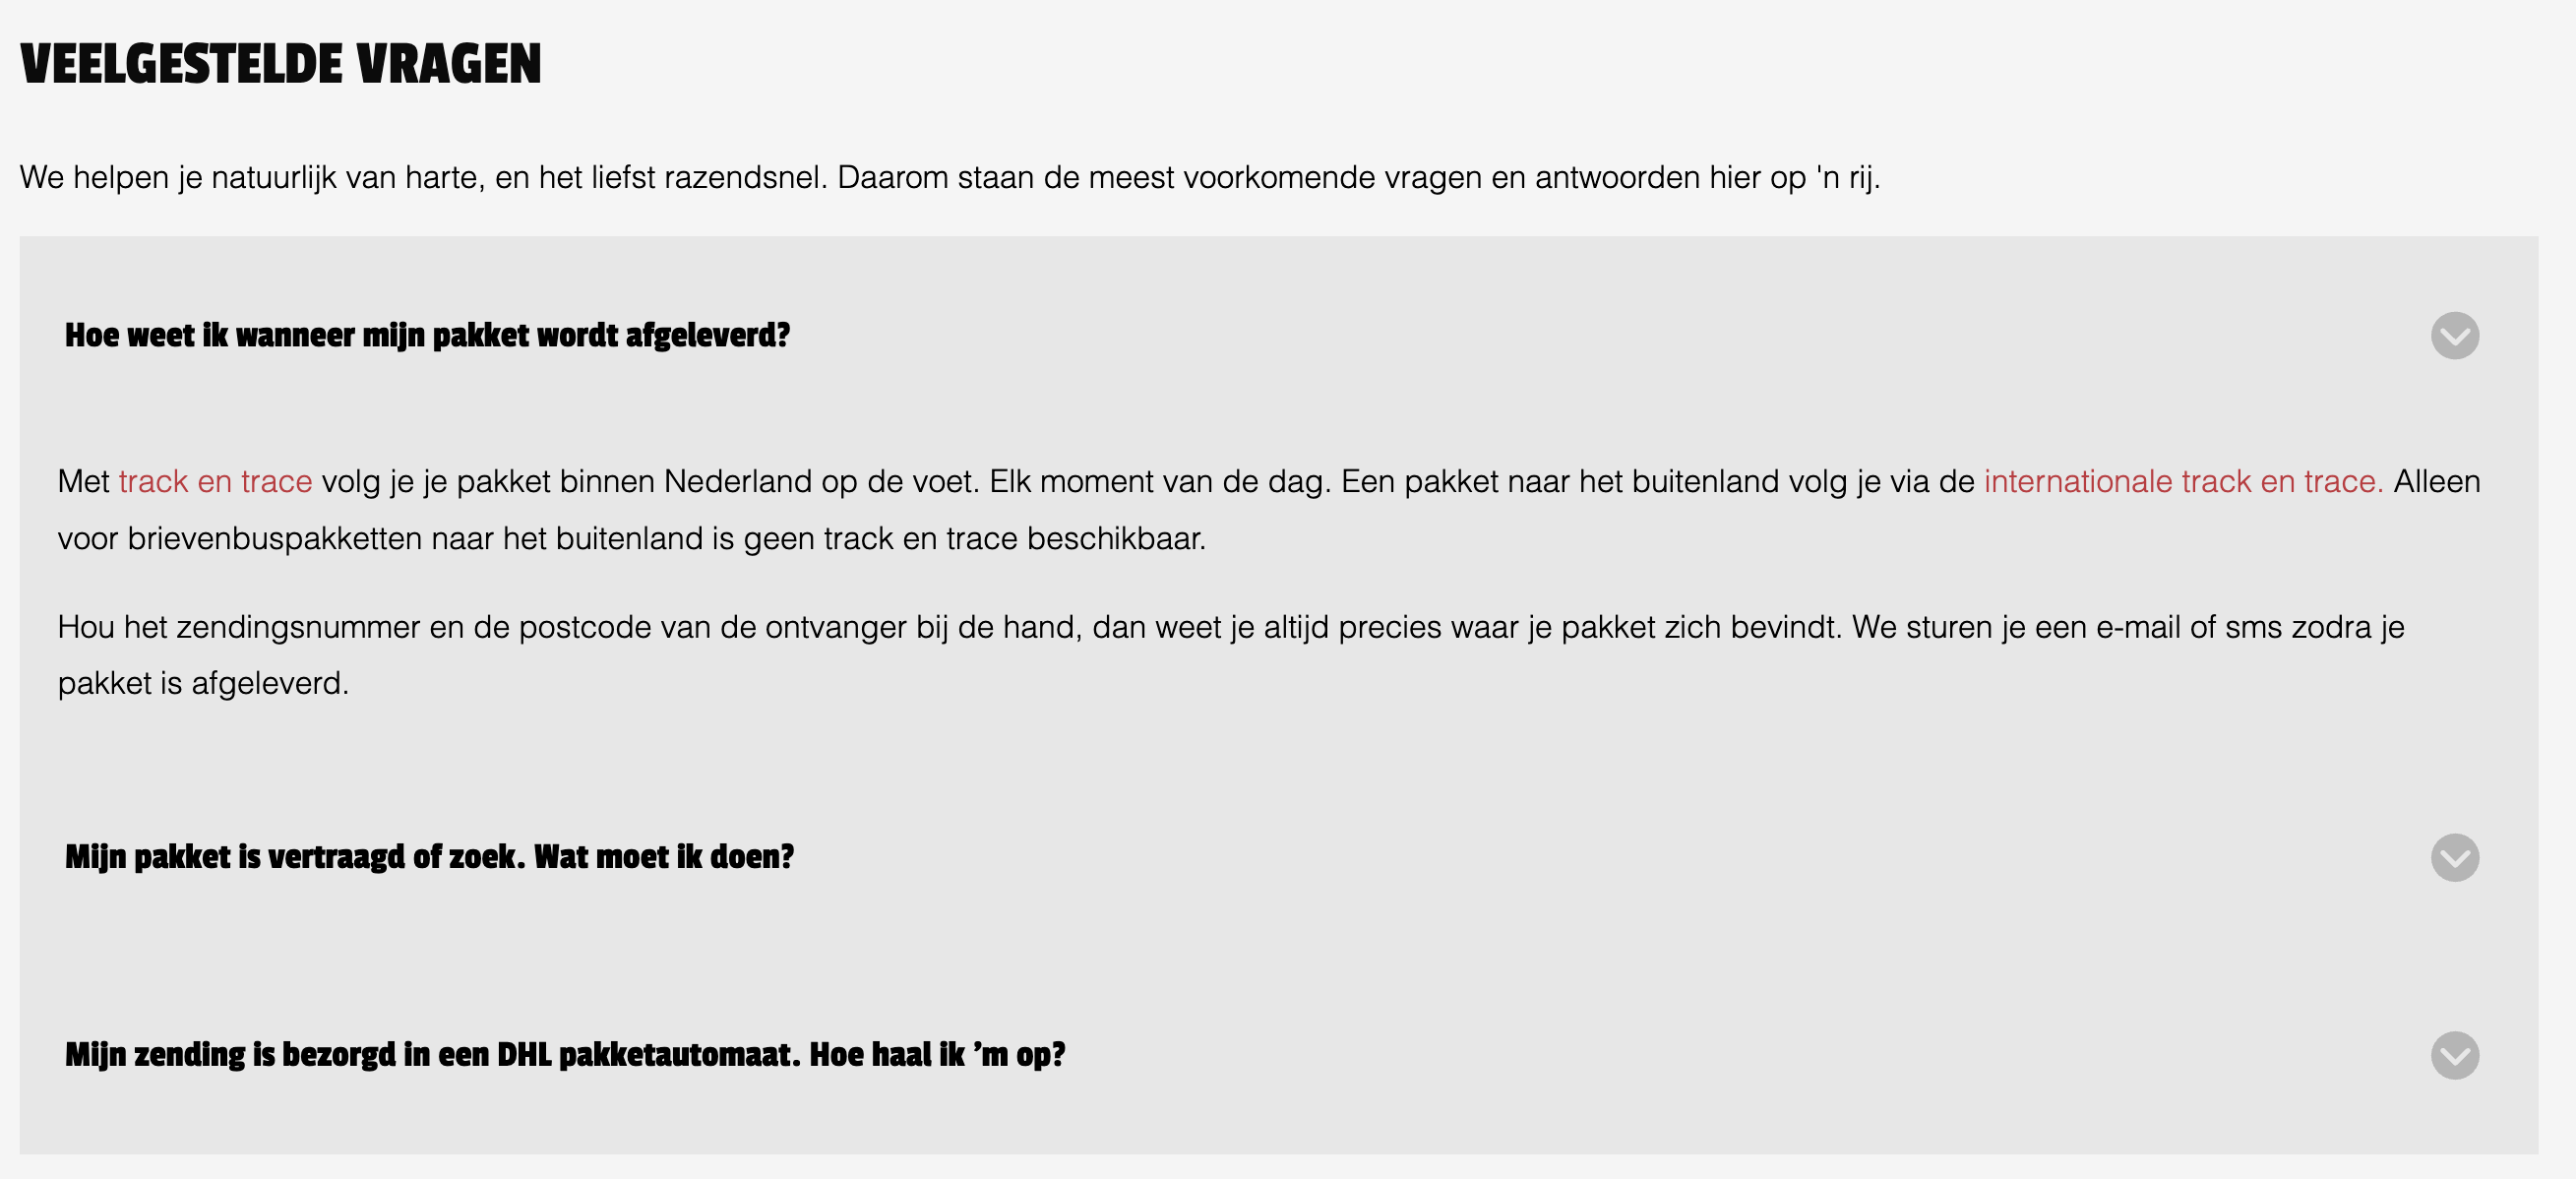 VEELGESTELDE VRAGEN
We helpen je natuurlijk van harte, en het liefst razendsnel. Daarom staan de meest voorkomende vragen en antwoorden hier op 'n rij.
Hoe weet ik wanneer mijn pakket wordt afgeleverd?
Met track en trace volg je je pakket binnen Nederland op de voet. Elk moment van de dag. Een pakket naar het buitenland volg je via de internationale track en trace. Alleen
voor brievenbuspakketten naar het buitenland is geen track en trace beschikbaar.
Hou het zendingsnummer en de postcode van de ontvanger bij de hand, dan weet je altijd precies waar je pakket zich bevindt. We sturen je een e-mail of sms zodra je
pakket is afgeleverd.
Mijn pakket is vertraagd of zoek. Wat moet ik doen?
Mijn zending is bezorgd in een DHL pakketautomaat. Hoe haal ik ’m op?